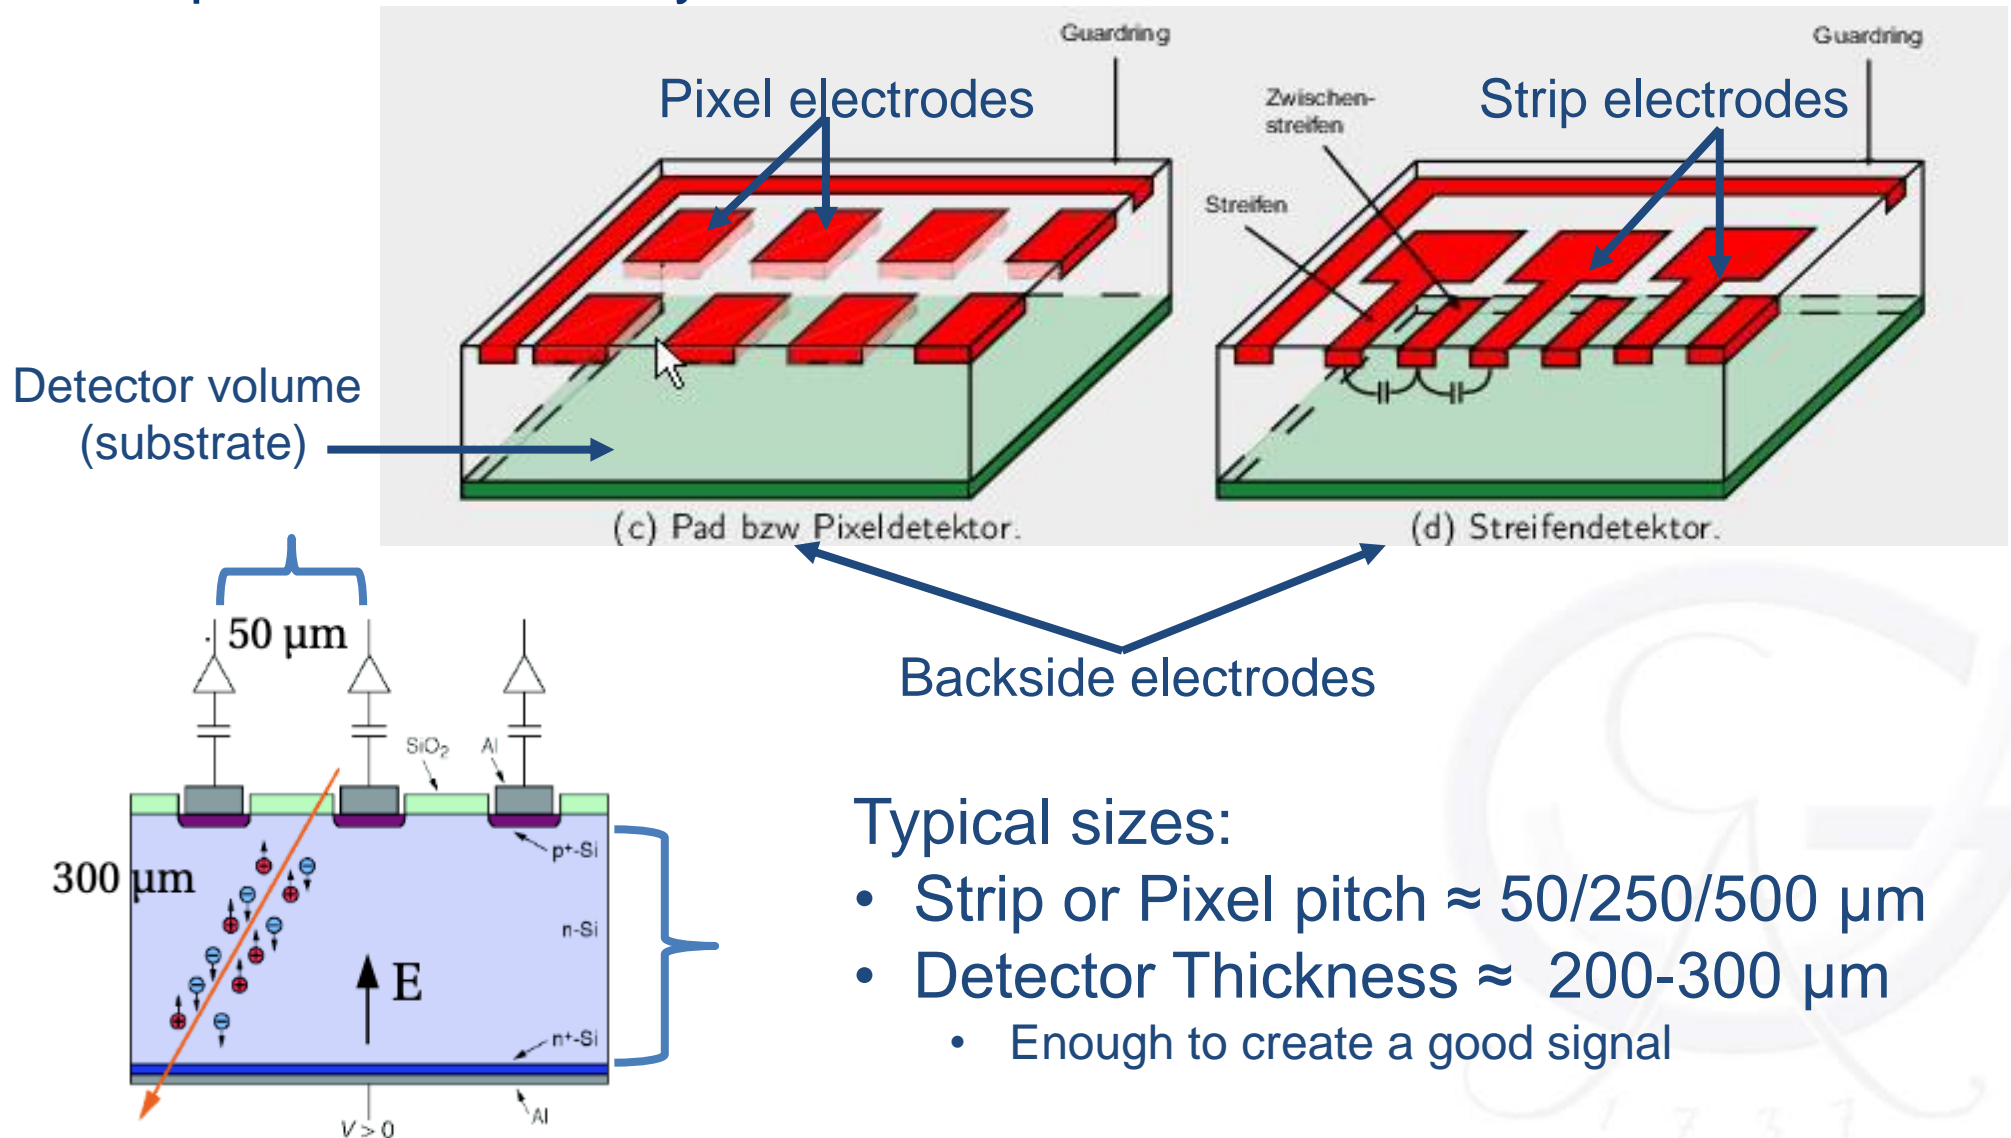 Guardring
Guardring
Pixel electrodes
Zwischen-
streifen
Strip electrodes
Streifen
Detector volume
(substrate)
(c) Pad bzw Pixeldetektor.
(d) Streifendetektor.
50 µm
Backside electrodes
SiO2
Al
300 µm
p+-Si
n-Si
E
n+-Si
Al
V > 0
Typical sizes:
• Strip or Pixel pitch ≈ 50/250/500 µm
• Detector Thickness ≈ 200-300 µm
• Enough to create a good signal
1737